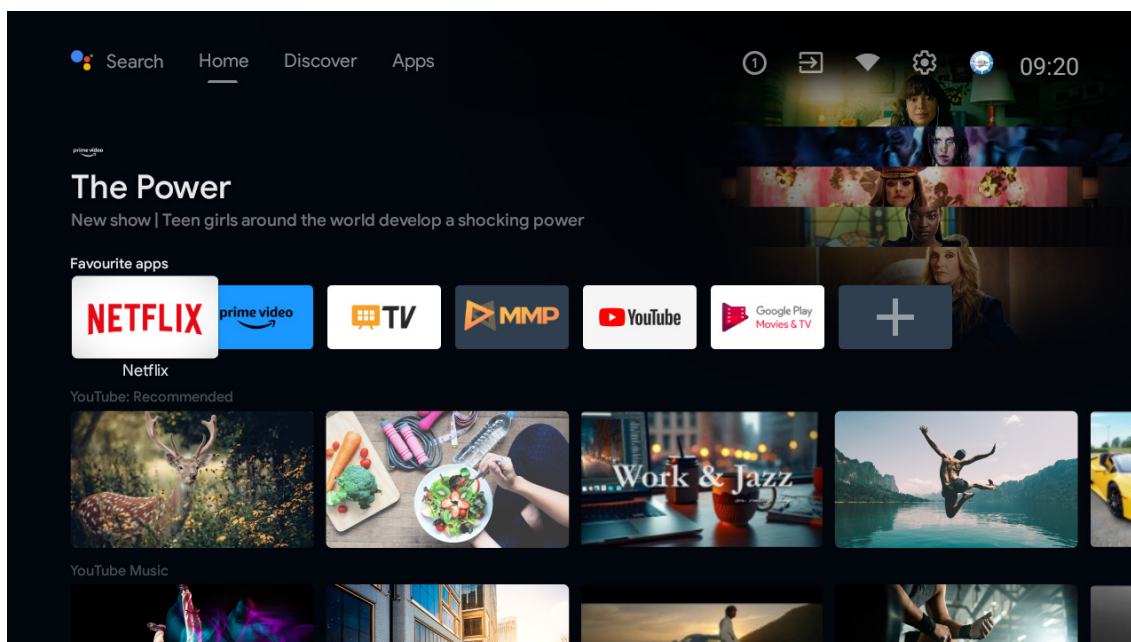 Search Home Discover Apps 1 09:20
prime video
The Power
New show | Teen girls around the world develop a shocking power
Favourite apps
NETFLIX prime video TV MMP YouTube Google Play
Movies & TV
Netflix
YouTube: Recommended
Work & Jazz
YouTube Music